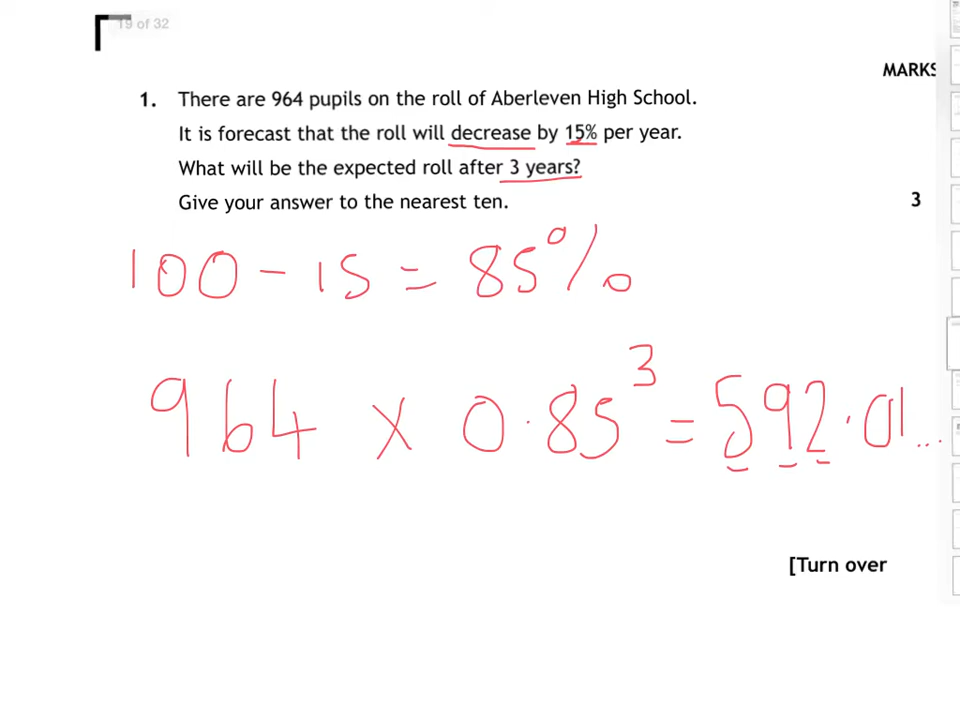 19 of 32
MARKS
1. There are 964 pupils on the roll of Aberleven High School.
It is forecast that the roll will decrease by 15% per year.
What will be the expected roll after 3 years?
Give your answer to the nearest ten.
3
100 - 15 = 85%
964 × 0.85³ = 592.01...
[Turn over